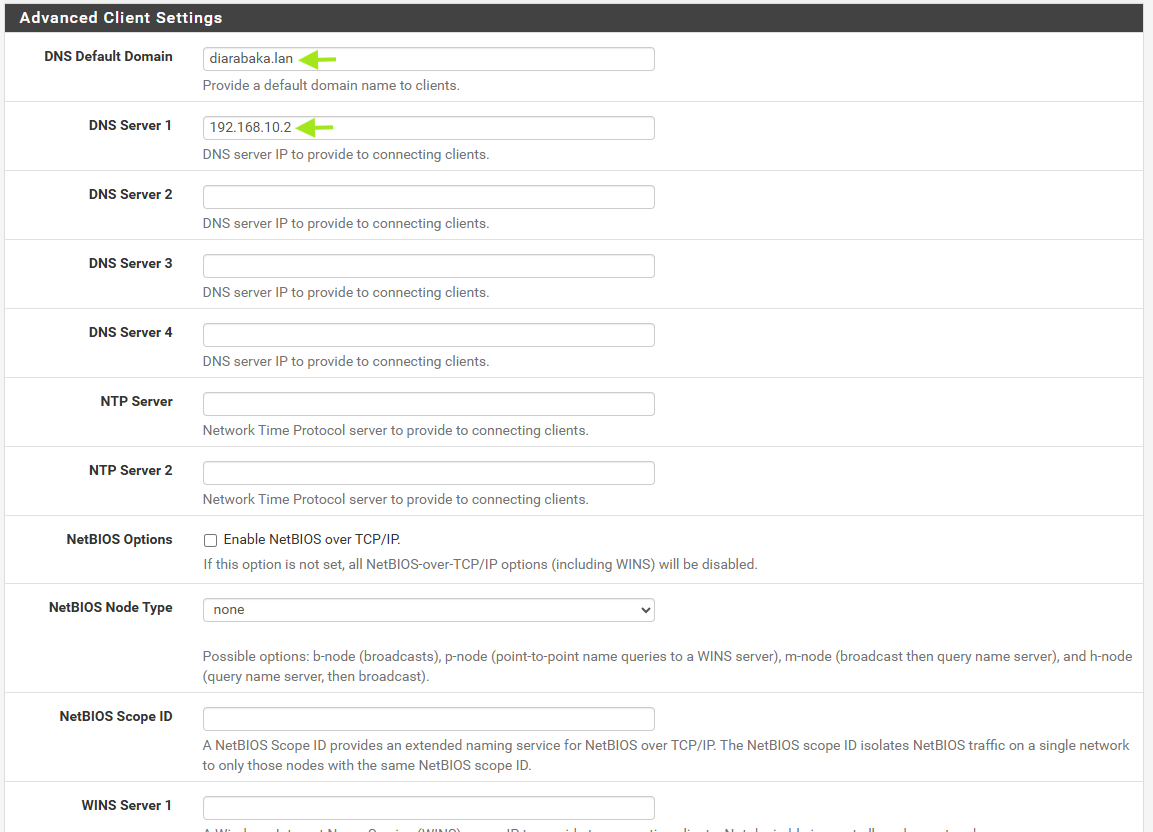 Advanced Client Settings
DNS Default Domain
diarabaka.lan
Provide a default domain name to clients.
DNS Server 1
192.168.10.2
DNS server IP to provide to connecting clients.
DNS Server 2
DNS server IP to provide to connecting clients.
DNS Server 3
DNS server IP to provide to connecting clients.
DNS Server 4
DNS server IP to provide to connecting clients.
NTP Server
Network Time Protocol server to provide to connecting clients.
NTP Server 2
Network Time Protocol server to provide to connecting clients.
NetBIOS Options
Enable NetBIOS over TCP/IP.
If this option is not set, all NetBIOS-over-TCP/IP options (including WINS) will be disabled.
NetBIOS Node Type
none
Possible options: b-node (broadcasts), p-node (point-to-point name queries to a WINS server), m-node (broadcast then query name server), and h-node
(query name server, then broadcast).
NetBIOS Scope ID
A NetBIOS Scope ID provides an extended naming service for NetBIOS over TCP/IP. The NetBIOS scope ID isolates NetBIOS traffic on a single network
to only those nodes with the same NetBIOS scope ID.
WINS Server 1